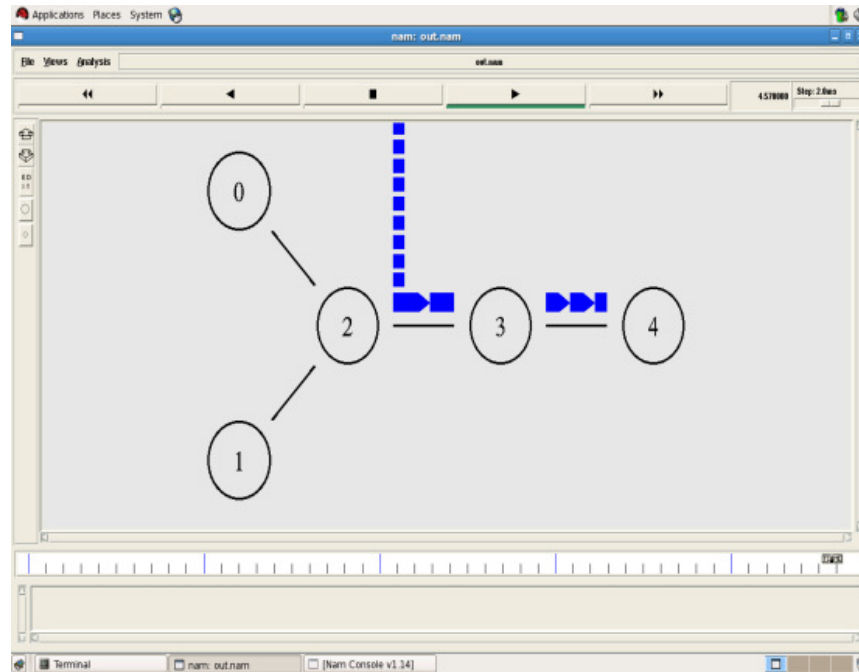 Applications Places System
nam: out.nam
File Views Analysis out.nam
4.578000 Step: 2.0ms
0
2 3 4
1
Terminal nam: out.nam [Nam Console v1.14]